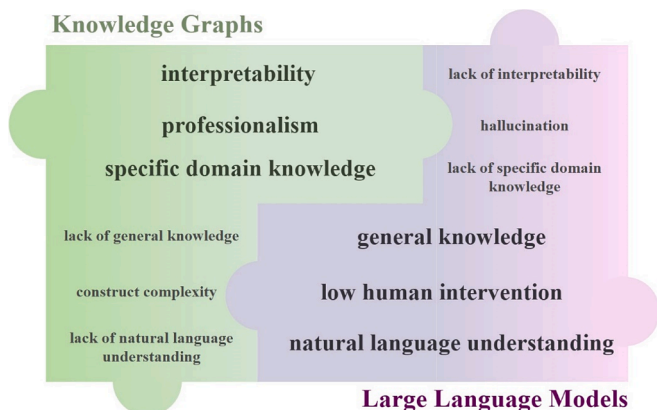 Knowledge Graphs
interpretability
lack of interpretability
professionalism
hallucination
specific domain knowledge
lack of specific domain
knowledge
lack of general knowledge
general knowledge
construct complexity
low human intervention
lack of natural language
understanding
natural language understanding
Large Language Models